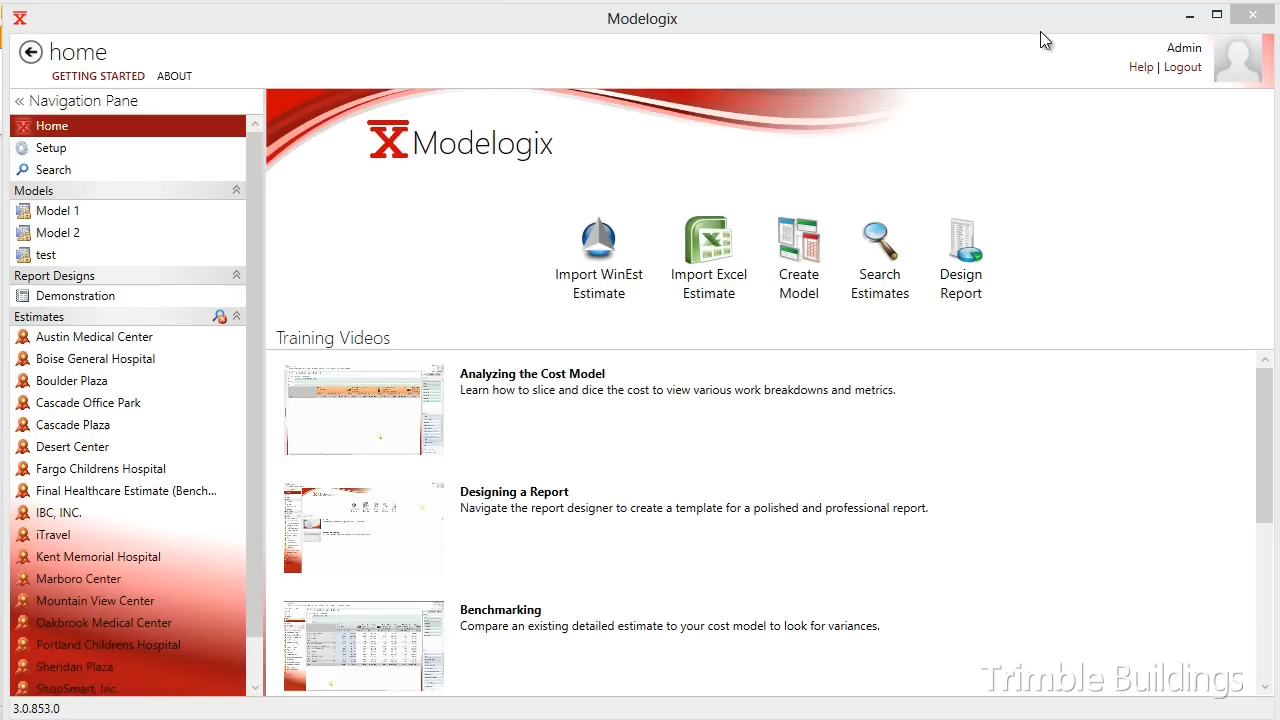 Modelogix
home
GETTING STARTED ABOUT
Admin
Help | Logout
« Navigation Pane
Home
Setup
Search
Models
Model 1
Model 2
test
Report Designs
Demonstration
Estimates
Austin Medical Center
Boise General Hospital
Boulder Plaza
Cascade Office Park
Cascade Plaza
Desert Center
Fargo Childrens Hospital
Final Healthcare Estimate (Bench...
IBC, INC.
iTravel
Kent Memorial Hospital
Marboro Center
Mountain View Center
Oakbrook Medical Center
Portland Childrens Hospital
Sheridan Plaza
ShopSmart, Inc.
Modelogix
Import WinEst
Estimate
Import Excel
Estimate
Create
Model
Search
Estimates
Design
Report
Training Videos
Analyzing the Cost Model
Learn how to slice and dice the cost to view various work breakdowns and metrics.
Designing a Report
Navigate the report designer to create a template for a polished and professional report.
Benchmarking
Compare an existing detailed estimate to your cost model to look for variances.
Trimble Buildings
3.0.853.0